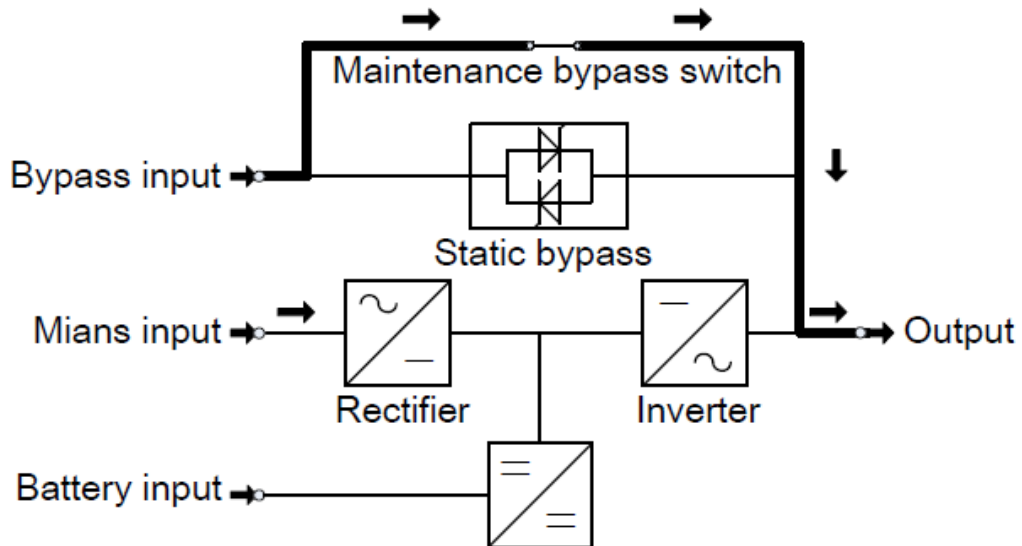 Maintenance bypass switch
Bypass input
Static bypass
Mians input
Output
Rectifier
Inverter
Battery input